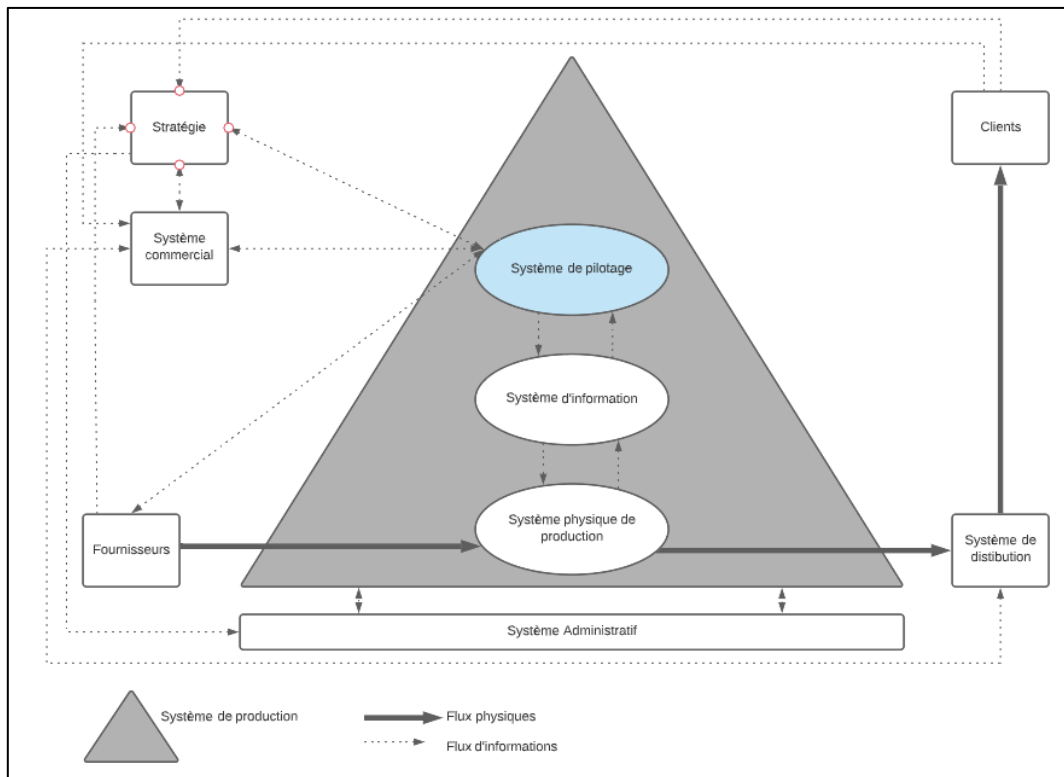 Stratégie
Clients
Système
commercial
Système de pilotage
Système d'information
Système physique de
production
Fournisseurs
Système de
distibution
Système Administratif
Système de production
Flux physiques
Flux d'informations